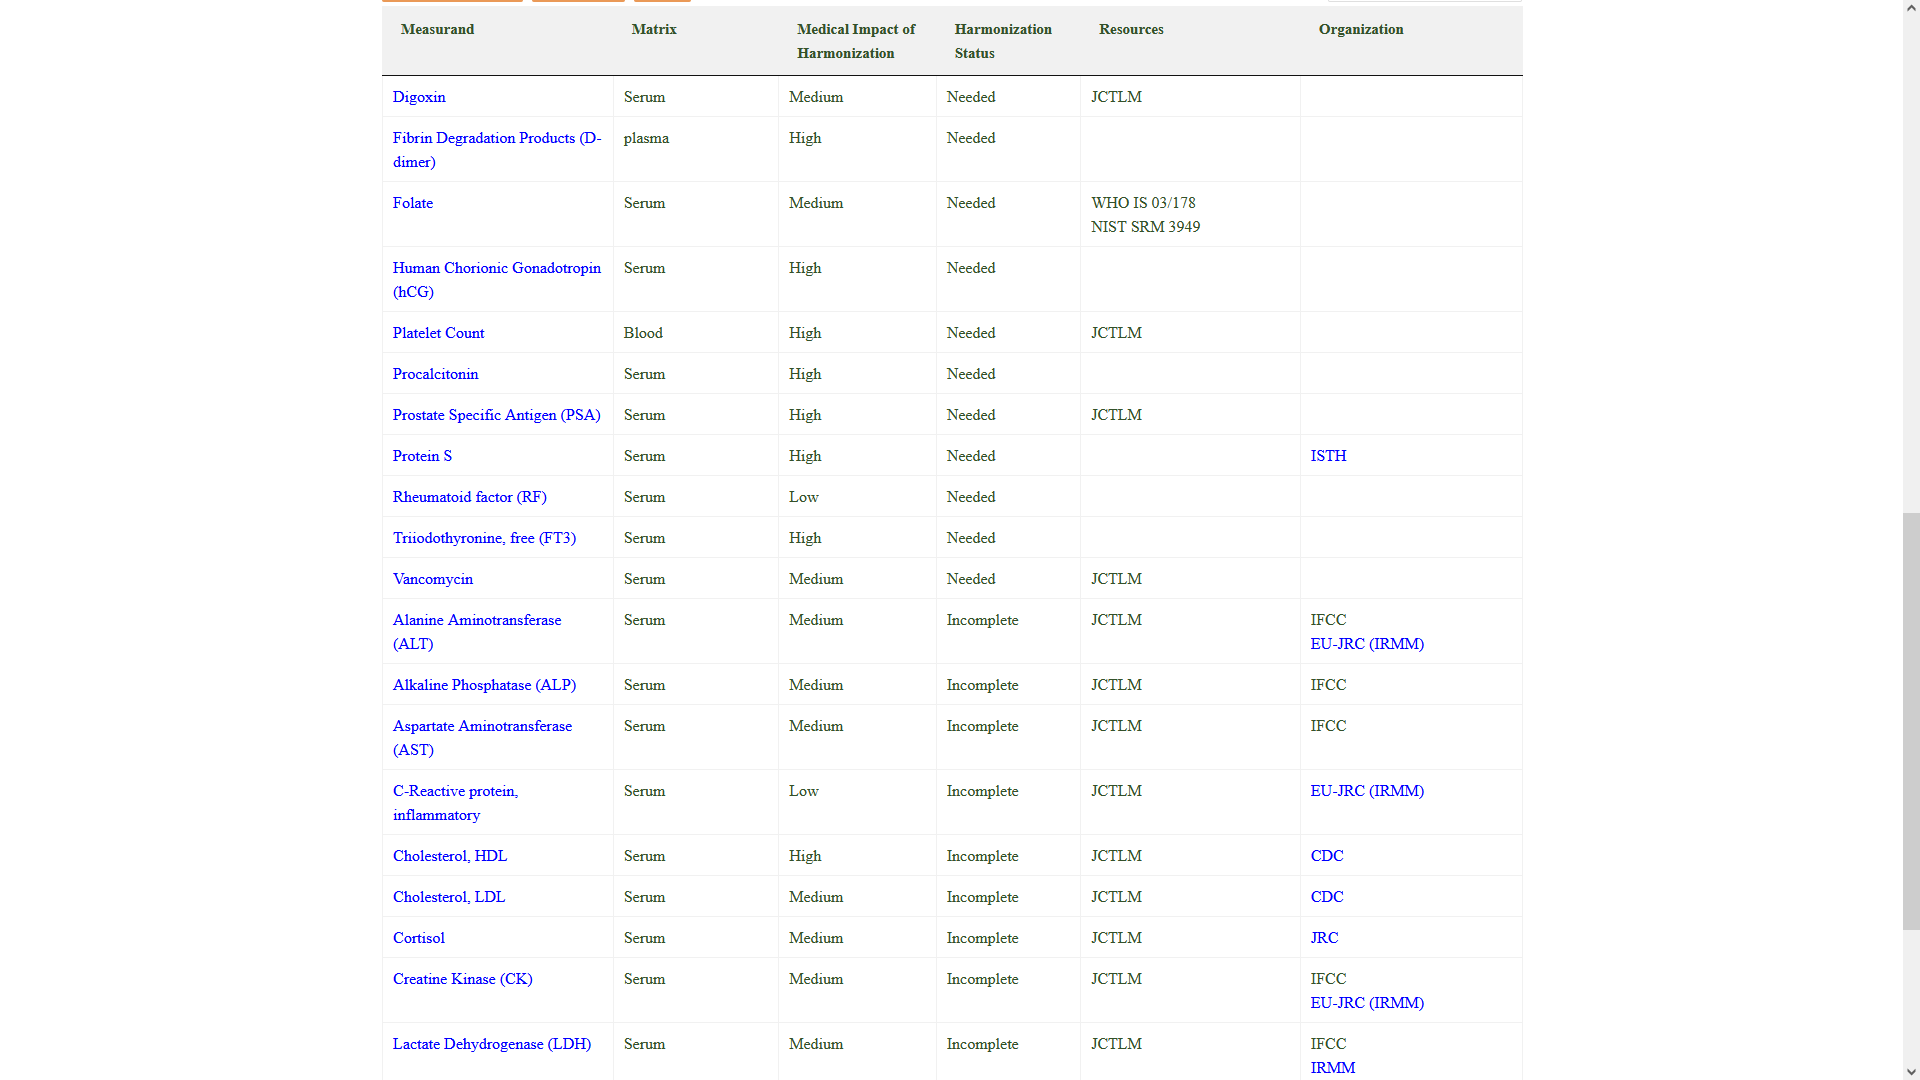 Measurand Matrix Medical Impact of Harmonization Resources Organization
Harmonization Status
Digoxin Serum Medium Needed JCTLM
Fibrin Degradation Products (D- plasma High Needed
dimer)
Folate Serum Medium Needed WHO IS 03/178
NIST SRM 3949
Human Chorionic Gonadotropin Serum High Needed
(hCG)
Platelet Count Blood High Needed JCTLM
Procalcitonin Serum High Needed
Prostate Specific Antigen (PSA) Serum High Needed JCTLM
Protein S Serum High Needed ISTH
Rheumatoid factor (RF) Serum Low Needed
Triiodothyronine, free (FT3) Serum High Needed
Vancomycin Serum Medium Needed JCTLM
Alanine Aminotransferase Serum Medium Incomplete JCTLM IFCC
(ALT) EU-JRC (IRMM)
Alkaline Phosphatase (ALP) Serum Medium Incomplete JCTLM IFCC
Aspartate Aminotransferase Serum Medium Incomplete JCTLM IFCC
(AST)
C-Reactive protein, Serum Low Incomplete JCTLM EU-JRC (IRMM)
inflammatory
Cholesterol, HDL Serum High Incomplete JCTLM CDC
Cholesterol, LDL Serum Medium Incomplete JCTLM CDC
Cortisol Serum Medium Incomplete JCTLM JRC
Creatine Kinase (CK) Serum Medium Incomplete JCTLM IFCC
EU-JRC (IRMM)
Lactate Dehydrogenase (LDH) Serum Medium Incomplete JCTLM IFCC
IRMM